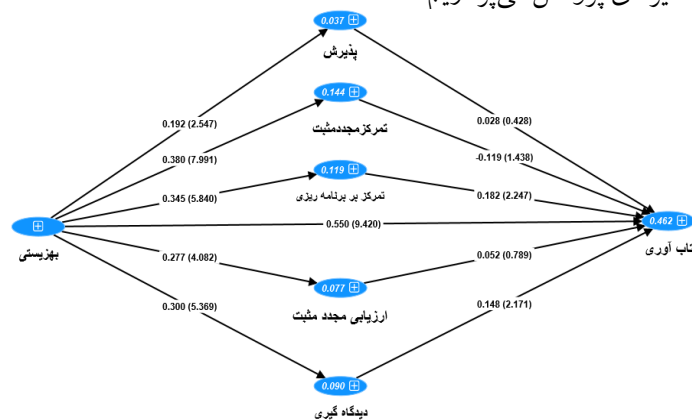 0.037
پذیرش
0.192 (2.547)
0.028 (0.428)
0.144
تمرکزمجددمثبت
0.380 (7.991)
-0.119 (1.438)
0.119
تمرکز بر برنامه ریزی
0.345 (5.840)
0.182 (2.247)
0.550 (9.420)
0.462
بهزیستی
تاب آوری
0.277 (4.082)
0.052 (0.789)
0.077
ارزیابی مجدد مثبت
0.300 (5.369)
0.148 (2.171)
0.090
دیدگاه گیری